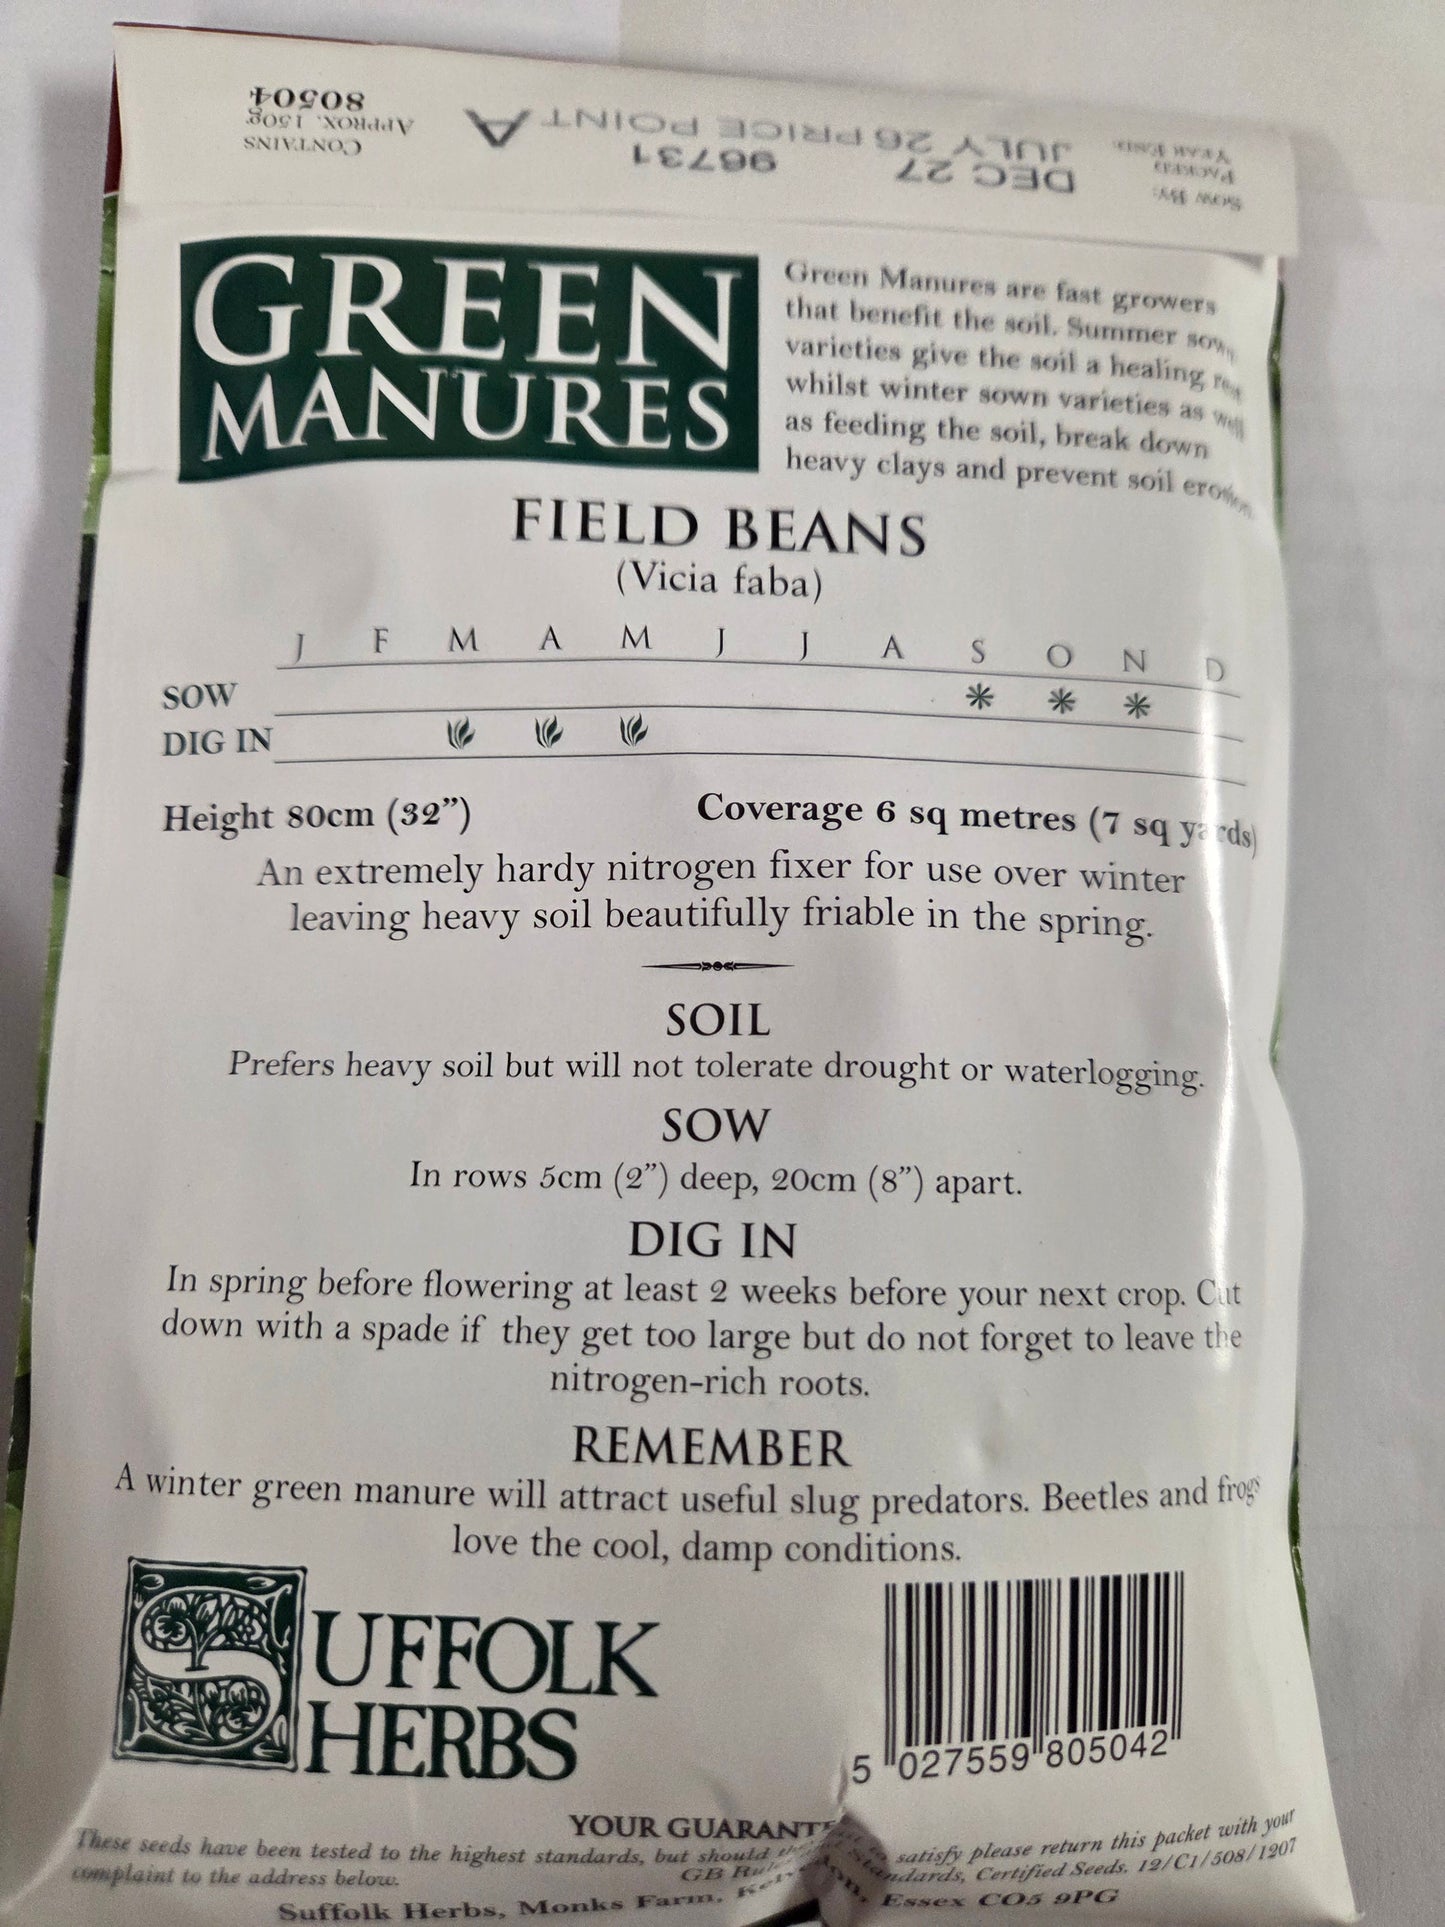 SOW BY:
PACKED
YEAR END:
DEC 27
JULY 26 PRICE POINT A
96731
CONTAINS
APPROX. 150g
80504
GREEN
MANURES
Green Manures are fast growers
that benefit the soil. Summer sown
varieties give the soil a healing rest
whilst winter sown varieties as well
as feeding the soil, break down
heavy clays and prevent soil erosion.
FIELD BEANS
(Vicia faba)
J F M A M J J A S O N D
SOW
DIG IN
Height 80cm (32”)
Coverage 6 sq metres (7 sq yards)
An extremely hardy nitrogen fixer for use over winter
leaving heavy soil beautifully friable in the spring.
SOIL
Prefers heavy soil but will not tolerate drought or waterlogging.
SOW
In rows 5cm (2”) deep, 20cm (8”) apart.
DIG IN
In spring before flowering at least 2 weeks before your next crop. Cut
down with a spade if they get too large but do not forget to leave the
nitrogen-rich roots.
REMEMBER
A winter green manure will attract useful slug predators. Beetles and frogs
love the cool, damp conditions.
SUFFOLK
HERBS
5 027559 805042
YOUR GUARANT
These seeds have been tested to the highest standards, but should satisfy please return this packet with your
complaint to the address below. GB Standards, Certified Seeds. 12/C1/508/1207
Suffolk Herbs, Monks Farm, Essex CO5 9PG